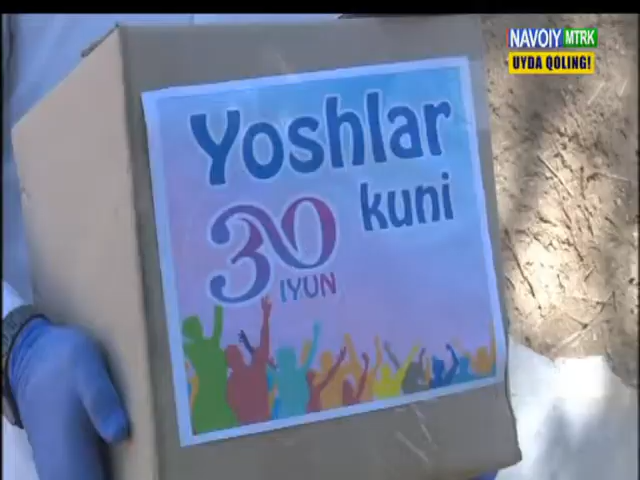 NAVOIY MTRK
UYDA QOLING!
Yoshlar
kuni
30
IYUN